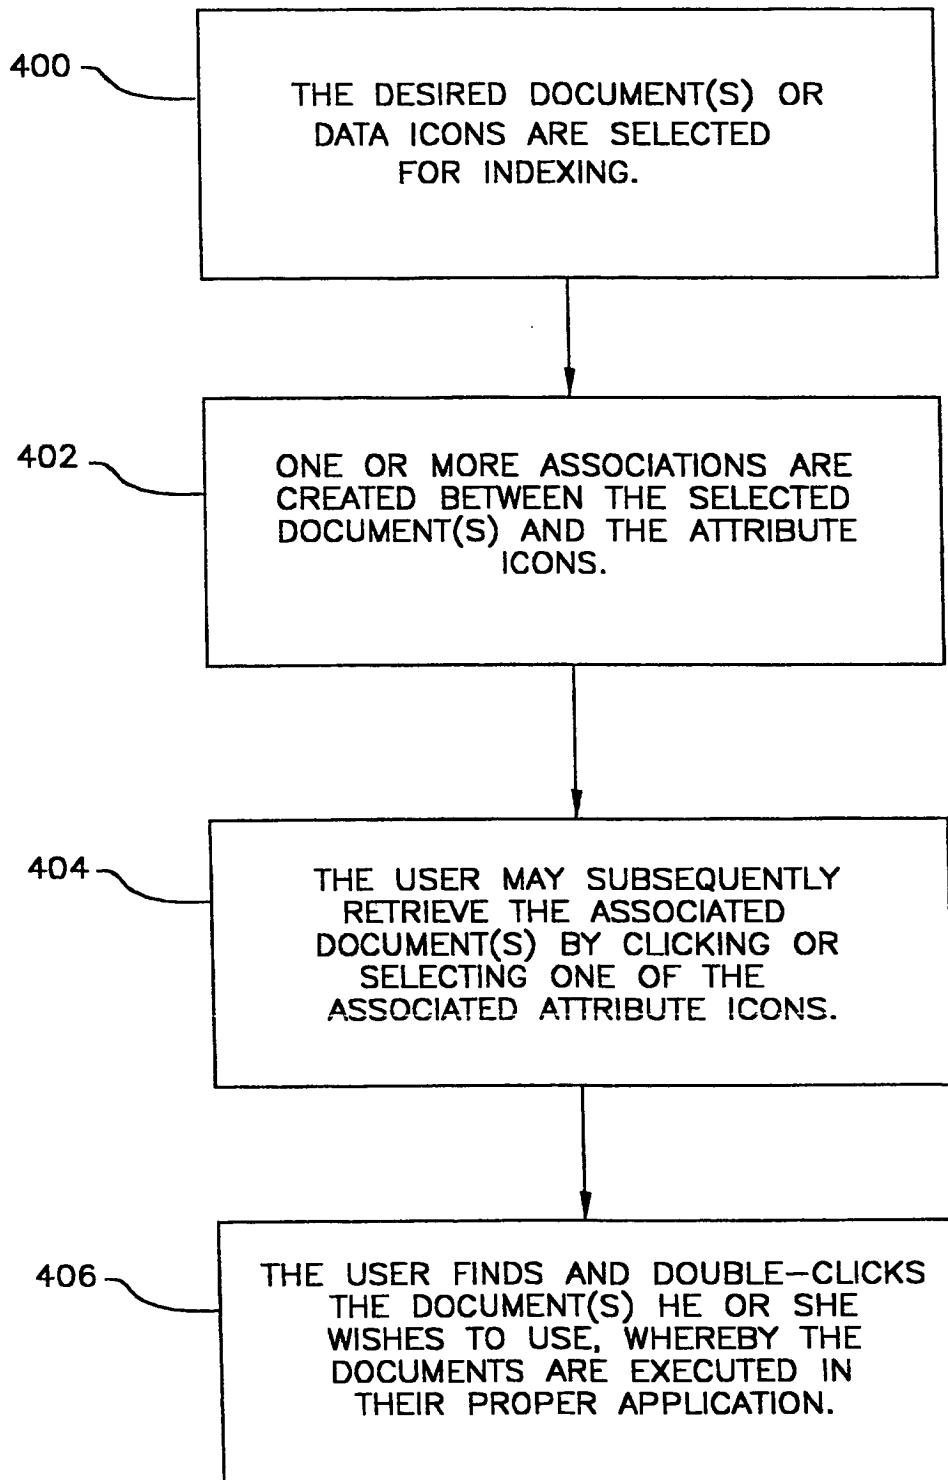 400
THE DESIRED DOCUMENT(S) OR
DATA ICONS ARE SELECTED
FOR INDEXING.
402
ONE OR MORE ASSOCIATIONS ARE
CREATED BETWEEN THE SELECTED
DOCUMENT(S) AND THE ATTRIBUTE
ICONS.
404
THE USER MAY SUBSEQUENTLY
RETRIEVE THE ASSOCIATED
DOCUMENT(S) BY CLICKING OR
SELECTING ONE OF THE
ASSOCIATED ATTRIBUTE ICONS.
406
THE USER FINDS AND DOUBLE-CLICKS
THE DOCUMENT(S) HE OR SHE
WISHES TO USE, WHEREBY THE
DOCUMENTS ARE EXECUTED IN
THEIR PROPER APPLICATION.